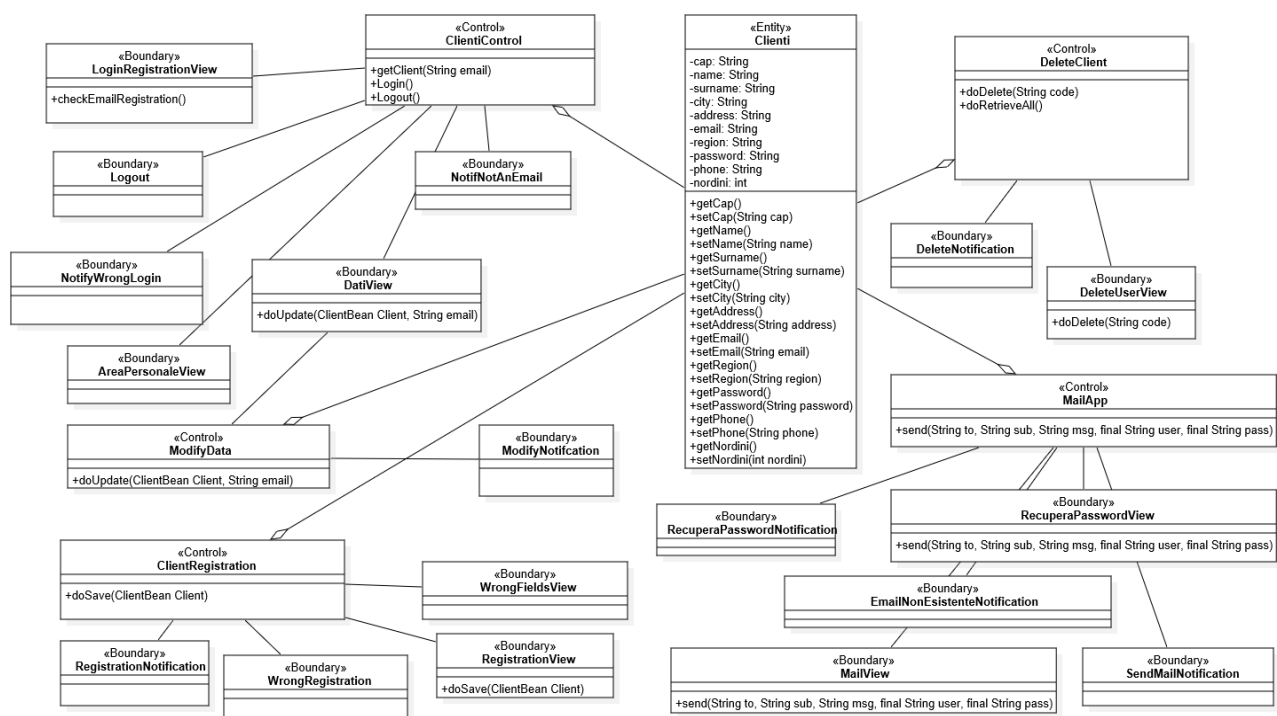 «Control»
ClientiControl
+getClient(String email)
+Login()
+Logout()
«Boundary»
LoginRegistrationView
+checkEmailRegistration()
«Boundary»
Logout
«Boundary»
NotifNotAnEmail
«Boundary»
NotifyWrongLogin
«Boundary»
DatiView
+doUpdate(ClientBean Client, String email)
«Boundary»
AreaPersonaleView
«Control»
ModifyData
+doUpdate(ClientBean Client, String email)
«Boundary»
ModifyNotifcation
«Control»
ClientRegistration
+doSave(ClientBean Client)
«Boundary»
WrongFieldsView
«Boundary»
RegistrationNotification
«Boundary»
WrongRegistration
«Boundary»
RegistrationView
+doSave(ClientBean Client)
«Entity»
Clienti
-cap: String
-name: String
-surname: String
-city: String
-address: String
-email: String
-region: String
-password: String
-phone: String
-nordini: int
+getCap()
+setCap(String cap)
+getName()
+setName(String name)
+getSurname()
+setSurname(String surname)
+getCity()
+setCity(String city)
+getAddress()
+setAddress(String address)
+getEmail()
+setEmail(String email)
+getRegion()
+setRegion(String region)
+getPassword()
+setPassword(String password)
+getPhone()
+setPhone(String phone)
+getNordini()
+setNordini(int nordini)
«Control»
DeleteClient
+doDelete(String code)
+doRetrieveAll()
«Boundary»
DeleteNotification
«Boundary»
DeleteUserView
+doDelete(String code)
«Control»
MailApp
+send(String to, String sub, String msg, final String user, final String pass)
«Boundary»
RecuperaPasswordNotification
«Boundary»
RecuperaPasswordView
+send(String to, String sub, String msg, final String user, final String pass)
«Boundary»
EmailNonEsistenteNotification
«Boundary»
MailView
+send(String to, String sub, String msg, final String user, final String pass)
«Boundary»
SendMailNotification